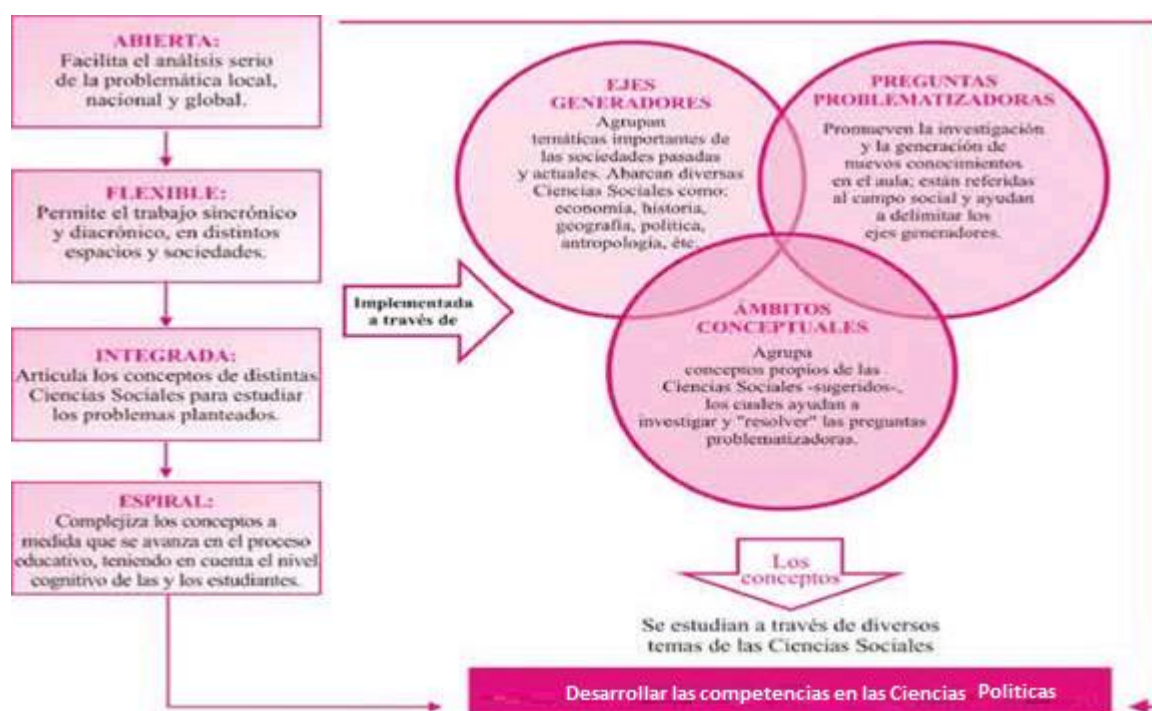 ABIERTA:
Facilita el análisis serio
de la problemática local,
nacional y global.
FLEXIBLE:
Permite el trabajo sincrónico
y diacrónico, en distintos
espacios y sociedades.
INTEGRADA:
Articula los conceptos de distintas
Ciencias Sociales para estudiar
los problemas planteados.
ESPIRAL:
Complejiza los conceptos a
medida que se avanza en el proceso
educativo, teniendo en cuenta el nivel
cognitivo de las y los estudiantes.
Implementada
a través de
EJES
GENERADORES
Agrupan
temáticas importantes de
las sociedades pasadas
y actuales. Abarcan diversas
Ciencias Sociales como:
economía, historia,
geografía, política,
antropología, étc.
PREGUNTAS
PROBLEMATIZADORAS
Promueven la investigación
y la generación de
nuevos conocimientos
en el aula; están referidas
al campo social y ayudan
a delimitar los
ejes generadores.
ÁMBITOS
CONCEPTUALES
Agrupa
conceptos propios de las
Ciencias Sociales -sugeridos-,
los cuales ayudan a
investigar y "resolver" las preguntas
problematizadoras.
Los
conceptos
Se estudian a través de diversos
temas de las Ciencias Sociales
Desarrollar las competencias en las Ciencias Politicas